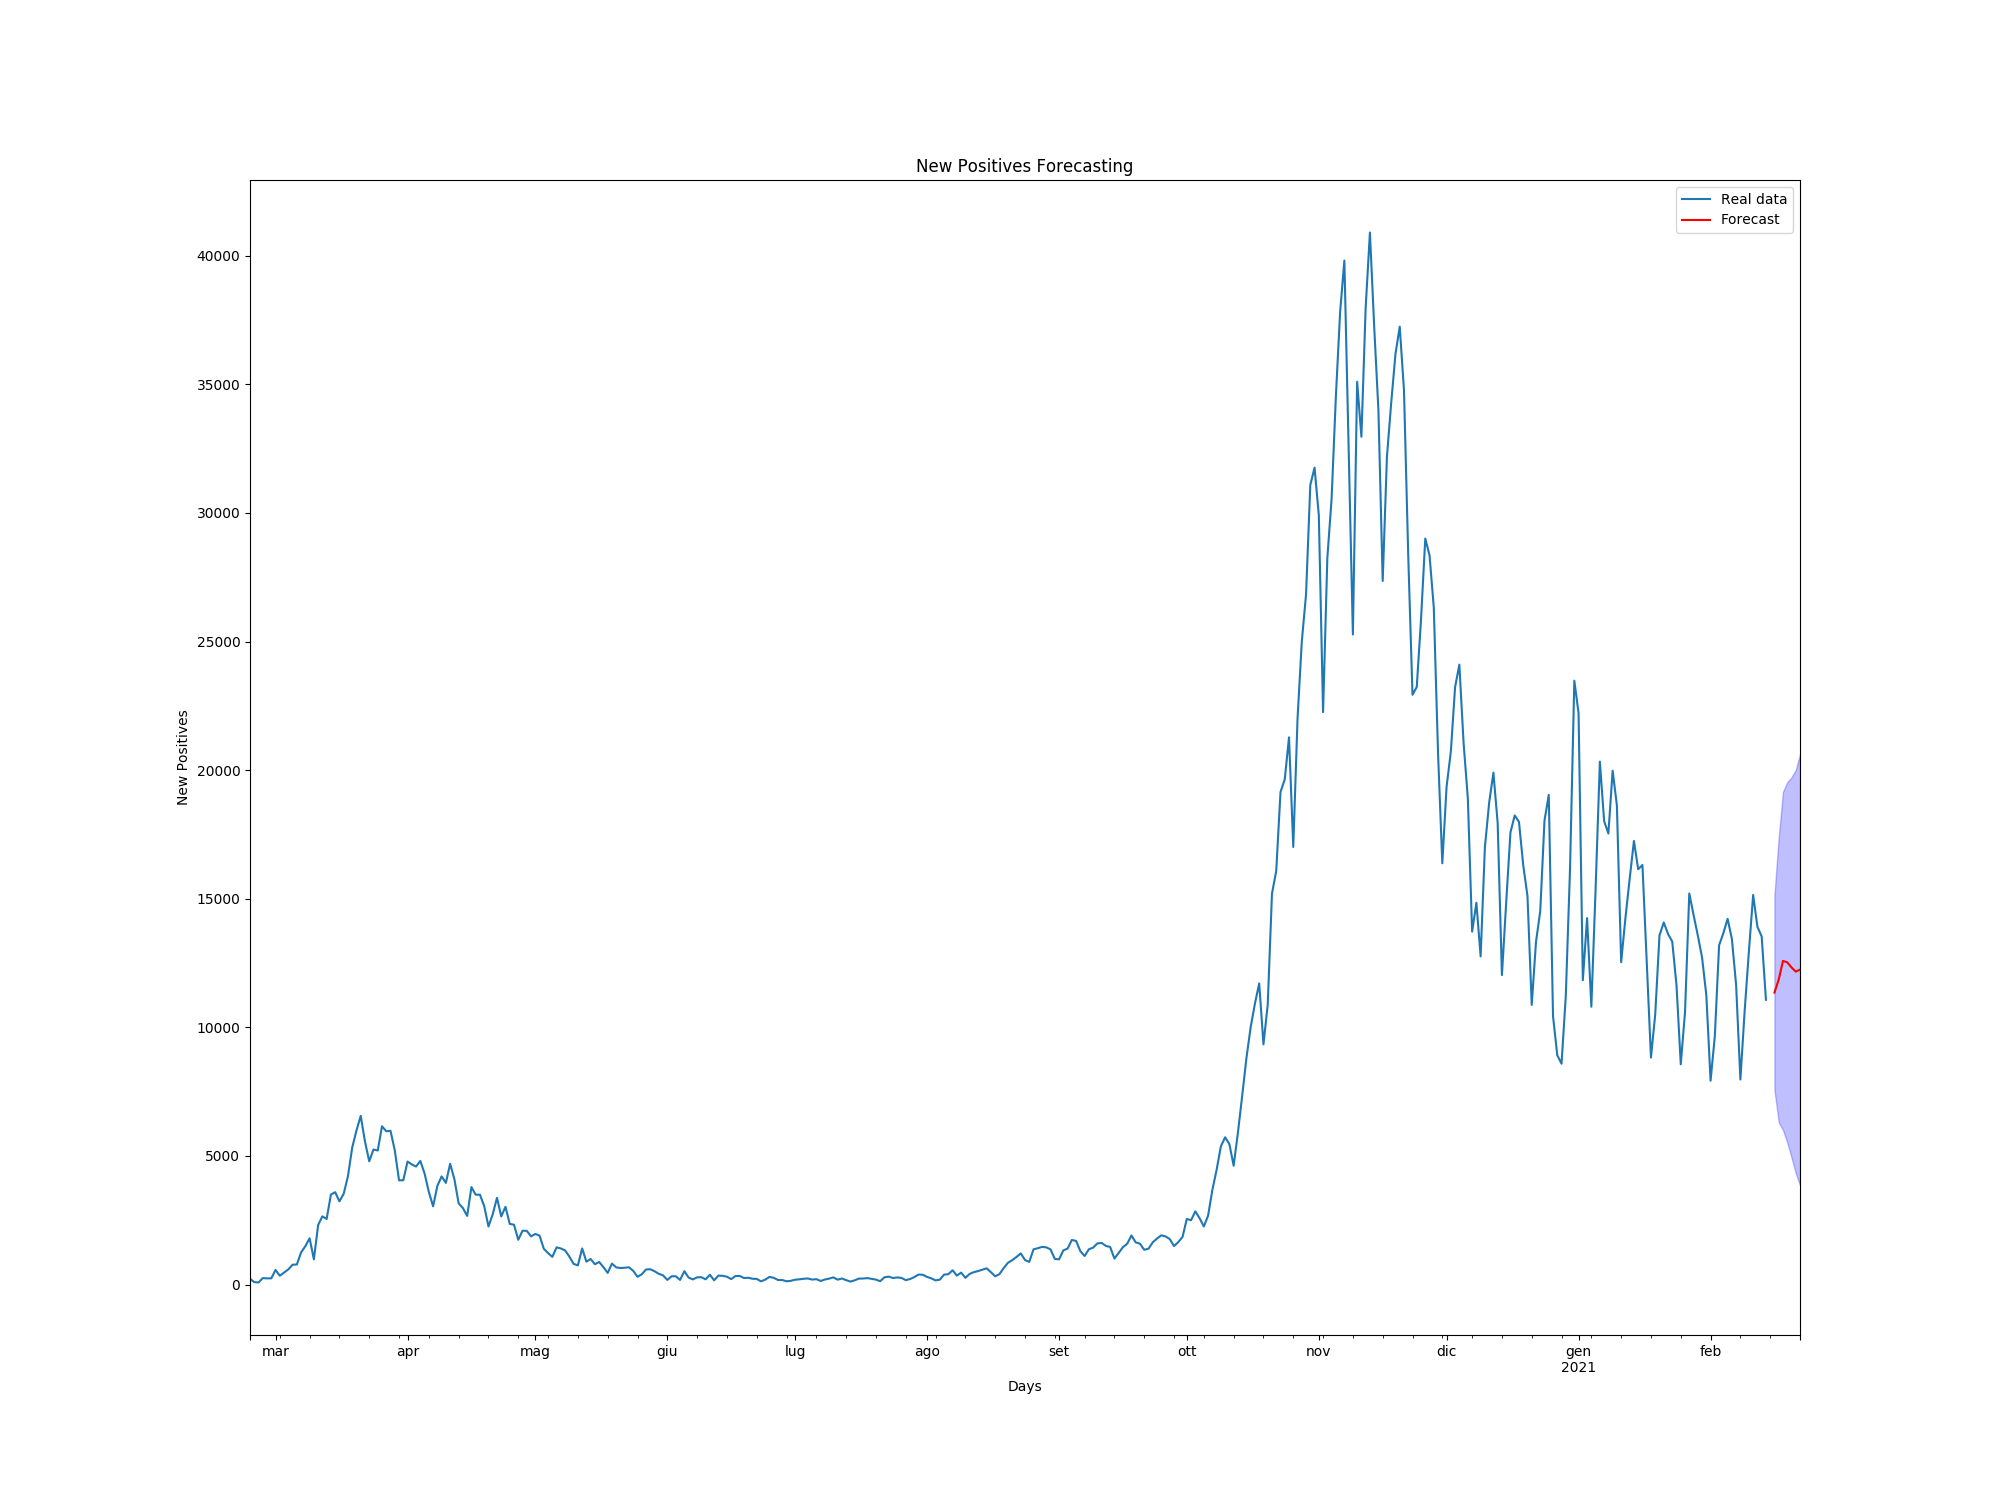 New Positives Forecasting
Real data
Forecast
40000
35000
30000
25000
20000
15000
10000
5000
0
New Positives
mar apr mag giu lug ago set ott nov dic gen feb
2021
Days